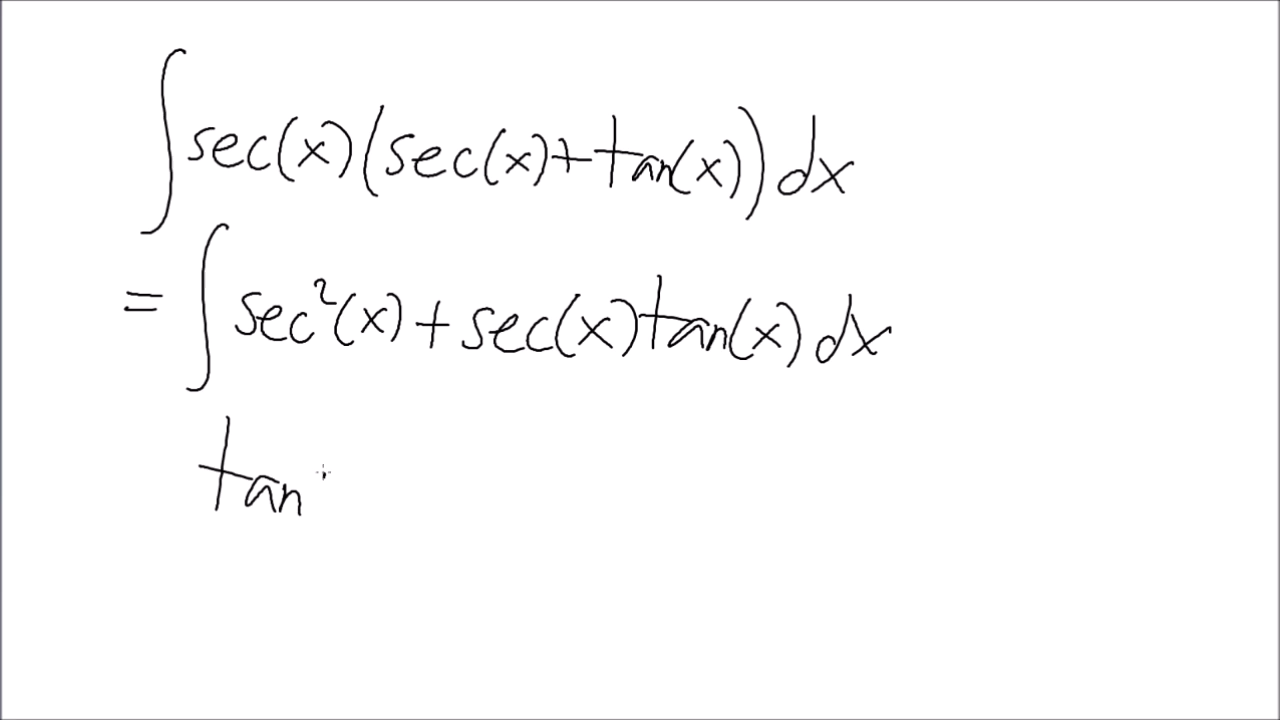 ∫sec(x)(sec(x)+tan(x))dx
= ∫sec²(x)+sec(x)tan(x)dx
tan